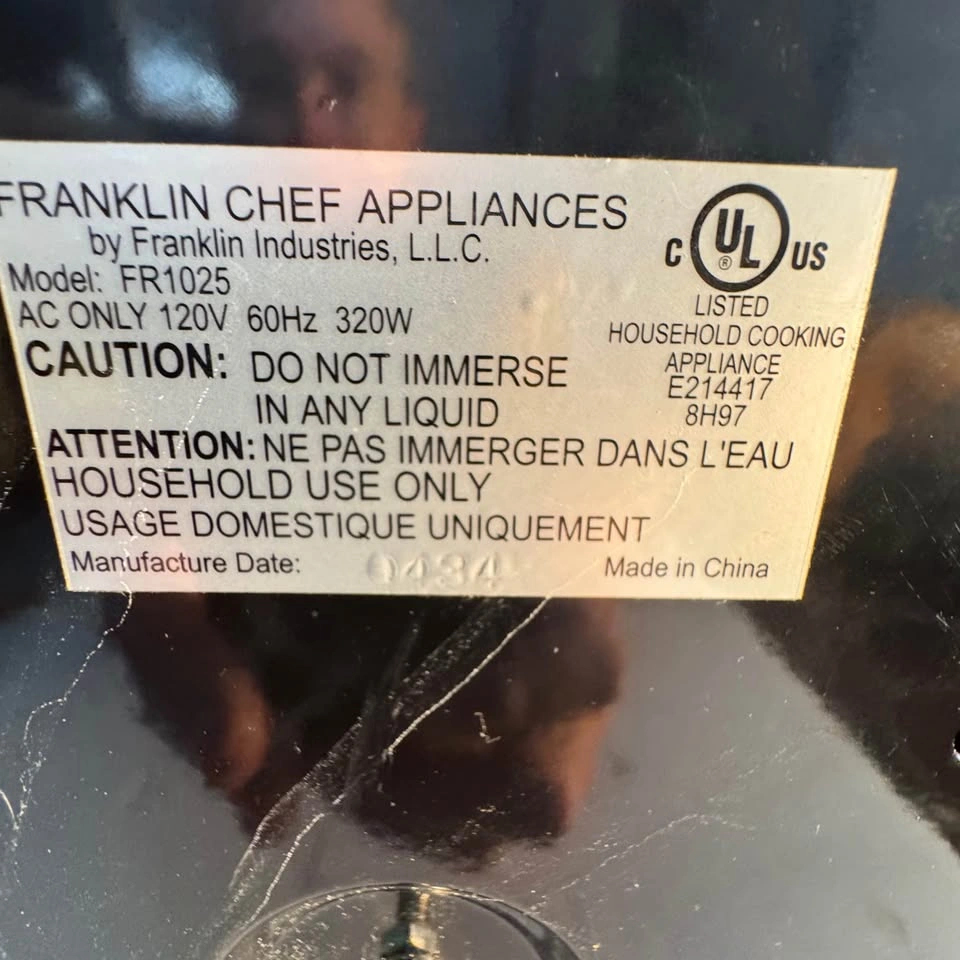 FRANKLIN CHEF APPLIANCES
by Franklin Industries, L.L.C.
Model: FR1025
AC ONLY 120V 60Hz 320W
CAUTION: DO NOT IMMERSE
IN ANY LIQUID
ATTENTION: NE PAS IMMERGER DANS L'EAU
HOUSEHOLD USE ONLY
USAGE DOMESTIQUE UNIQUEMENT
Manufacture Date: 0434
Made in China
C UL ® US
LISTED
HOUSEHOLD COOKING
APPLIANCE
E214417
8H97